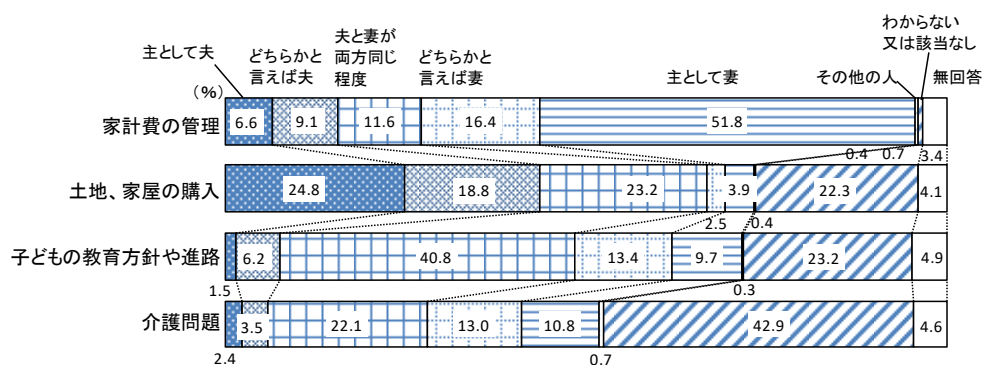 主として夫
どちらかと
言えば夫
夫と妻が
両方同じ
程度
どちらかと
言えば妻
主として妻
その他の人
わからない
又は該当なし
無回答
(%)
家計費の管理
6.6
9.1
11.6
16.4
51.8
0.4
0.7
3.4
土地、家屋の購入
24.8
18.8
23.2
2.5
3.9
0.4
22.3
4.1
子どもの教育方針や進路
1.5
6.2
40.8
13.4
9.7
0.3
23.2
4.9
介護問題
2.4
3.5
22.1
13.0
10.8
0.7
42.9
4.6